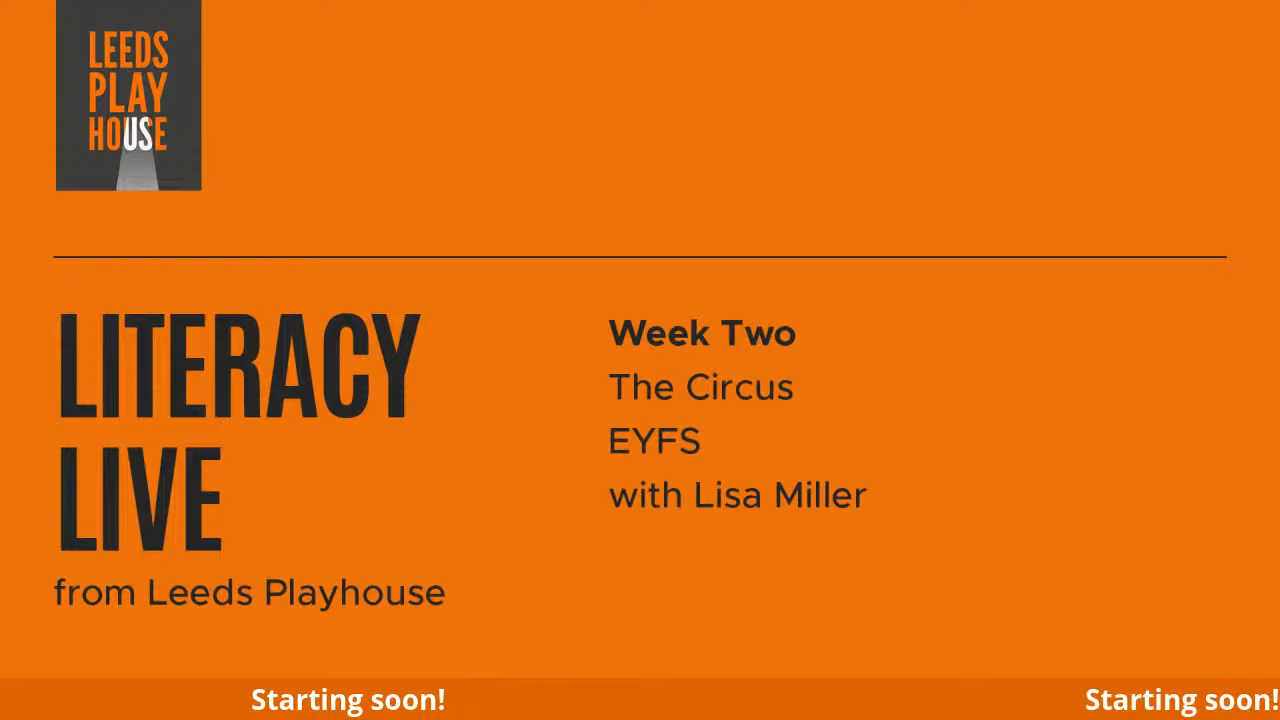 LEEDS
PLAY
HOUSE
LITERACY
LIVE
from Leeds Playhouse
Week Two
The Circus
EYFS
with Lisa Miller
Starting soon! Starting soon!